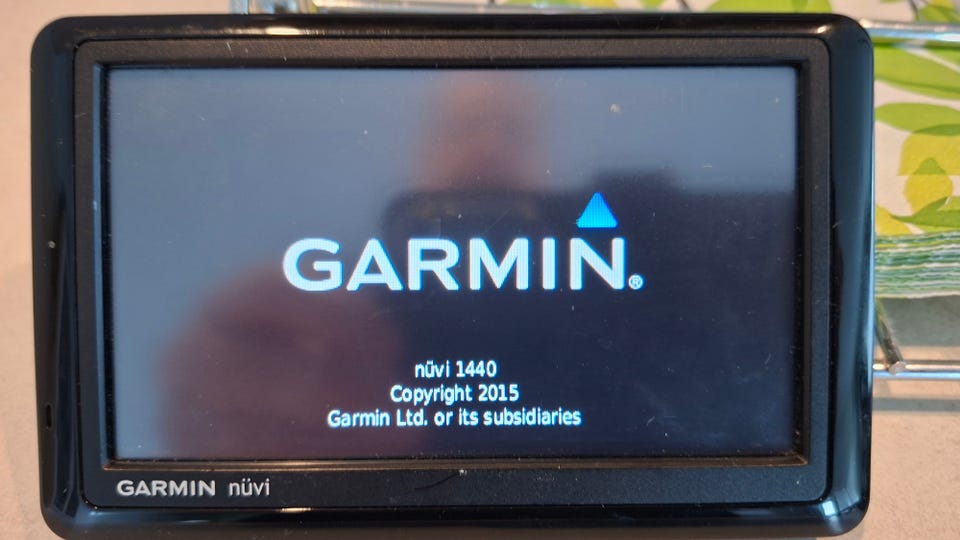 GARMIN®
nüvi 1440
Copyright 2015
Garmin Ltd. or its subsidiaries
GARMIN nüvi